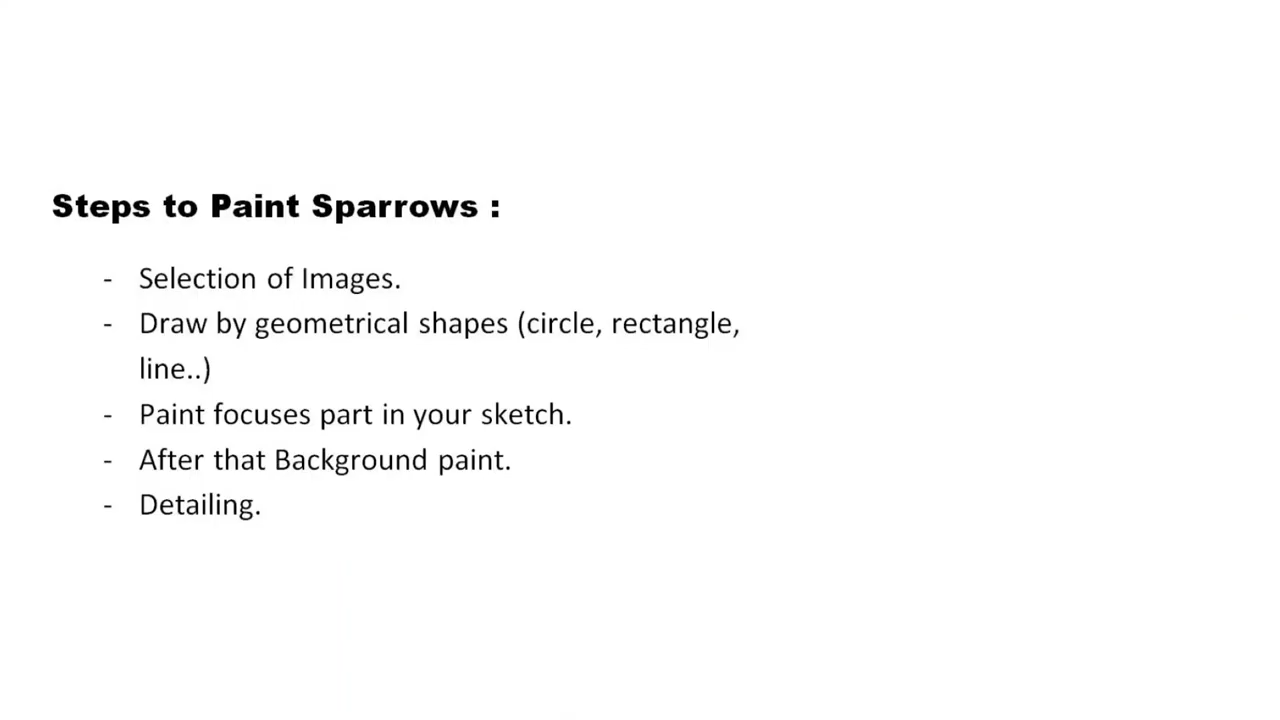 Steps to Paint Sparrows :
- Selection of Images.
- Draw by geometrical shapes (circle, rectangle,
line..)
- Paint focuses part in your sketch.
- After that Background paint.
- Detailing.